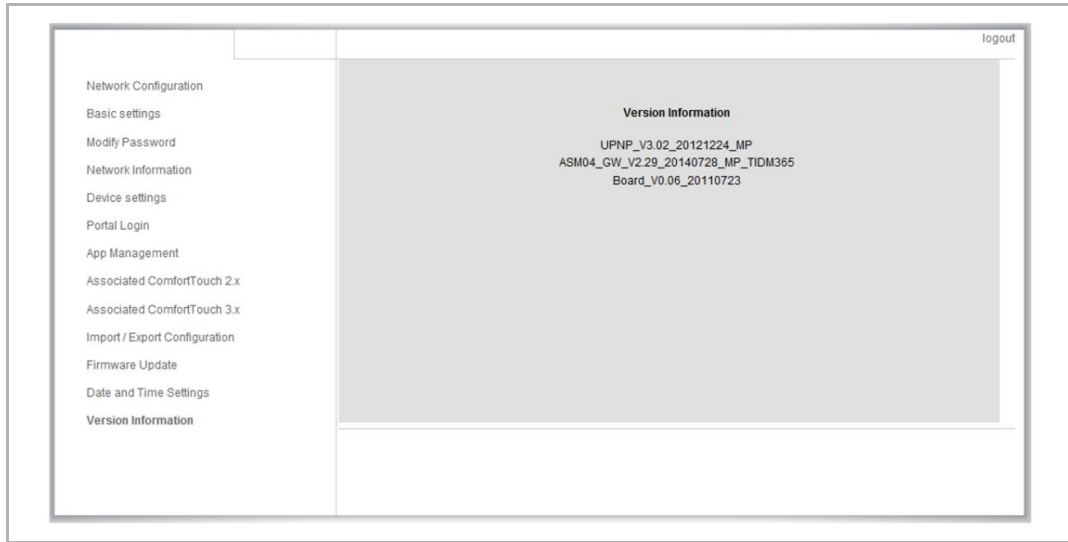 logout
Network Configuration
Basic settings
Modify Password
Network Information
Device settings
Portal Login
App Management
Associated ComfortTouch 2.x
Associated ComfortTouch 3.x
Import / Export Configuration
Firmware Update
Date and Time Settings
Version Information
Version Information
UPNP_V3.02_20121224_MP
ASM04_GW_V2.29_20140728_MP_TIDM365
Board_V0.06_20110723